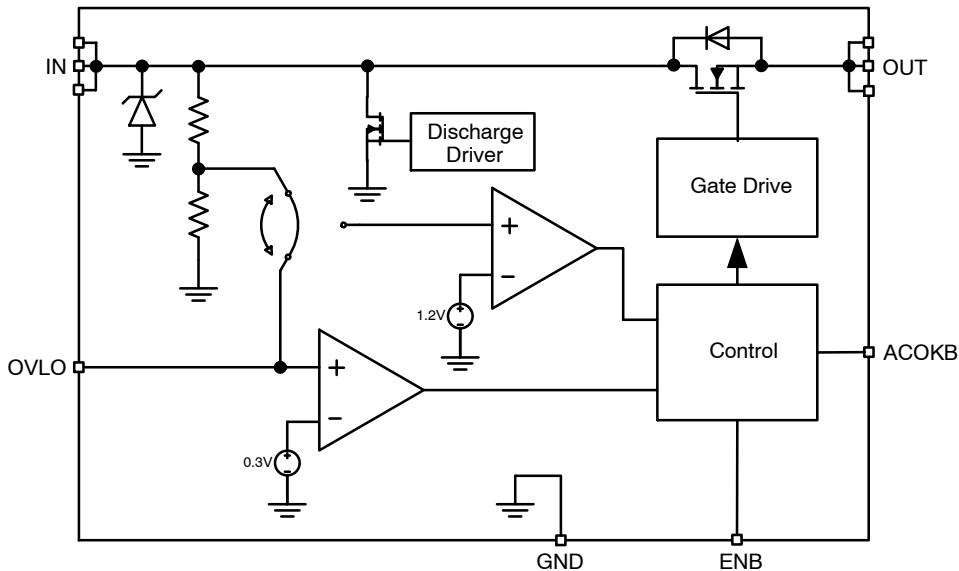 IN
OUT
Discharge
Driver
Gate Drive
+
−
1.2V
+
−
Control
OVLO
ACOKB
+
−
0.3V
+
−
GND
ENB